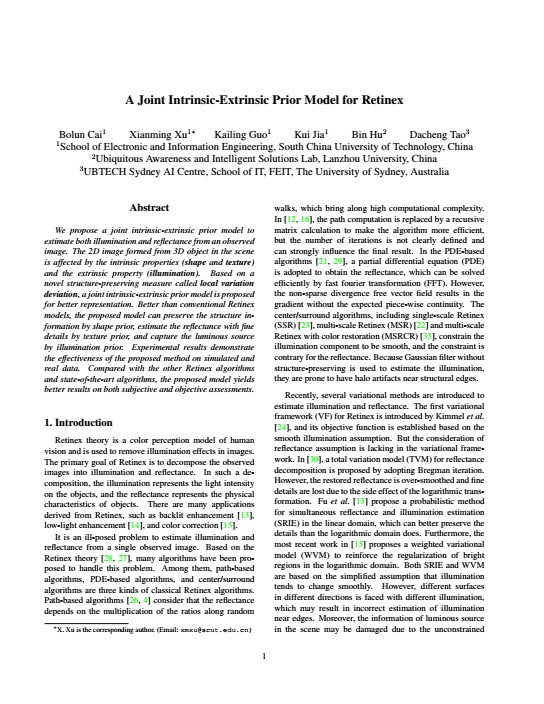 A Joint Intrinsic-Extrinsic Prior Model for Retinex
Bolun Cai¹ Xianming Xu¹* Kailing Guo¹ Kui Jia¹ Bin Hu² Dacheng Tao³
¹School of Electronic and Information Engineering, South China University of Technology, China
²Ubiquitous Awareness and Intelligent Solutions Lab, Lanzhou University, China
³UBTECH Sydney AI Centre, School of IT, FEIT, The University of Sydney, Australia
Abstract
We propose a joint intrinsic-extrinsic prior model to
estimate both illumination and reflectance from an observed
image. The 2D image formed from 3D object in the scene
is affected by the intrinsic properties (shape and texture)
and the extrinsic property (illumination). Based on a
novel structure-preserving measure called local variation
deviation, a joint intrinsic-extrinsic prior model is proposed
for better representation. Better than conventional Retinex
models, the proposed model can preserve the structure in-
formation by shape prior, estimate the reflectance with fine
details by texture prior, and capture the luminous source
by illumination prior. Experimental results demonstrate
the effectiveness of the proposed method on simulated and
real data. Compared with the other Retinex algorithms
and state-of-the-art algorithms, the proposed model yields
better results on both subjective and objective assessments.
1. Introduction
Retinex theory is a color perception model of human
vision and is used to remove illumination effects in images.
The primary goal of Retinex is to decompose the observed
images into illumination and reflectance. In such a de-
composition, the illumination represents the light intensity
on the objects, and the reflectance represents the physical
characteristics of objects. There are many applications
derived from Retinex, such as backlit enhancement [13],
low-light enhancement [14], and color correction [15].
It is an ill-posed problem to estimate illumination and
reflectance from a single observed image. Based on the
Retinex theory [28, 27], many algorithms have been pro-
posed to handle this problem. Among them, path-based
algorithms, PDE-based algorithms, and center/surround
algorithms are three kinds of classical Retinex algorithms.
Path-based algorithms [26, 4] consider that the reflectance
depends on the multiplication of the ratios along random
*X. Xu is the corresponding author. (Email: xmxu@scut.edu.cn)
walks, which bring along high computational complexity.
In [12, 16], the path computation is replaced by a recursive
matrix calculation to make the algorithm more efficient,
but the number of iterations is not clearly defined and
can strongly influence the final result. In the PDE-based
algorithms [21, 29], a partial differential equation (PDE)
is adopted to obtain the reflectance, which can be solved
efficiently by fast fourier transformation (FFT). However,
the non-sparse divergence free vector field results in the
gradient without the expected piece-wise continuity. The
center/surround algorithms, including single-scale Retinex
(SSR) [23], multi-scale Retinex (MSR) [22] and multi-scale
Retinex with color restoration (MSRCR) [33], constrain the
illumination component to be smooth, and the constraint is
contrary for the reflectance. Because Gaussian filter without
structure-preserving is used to estimate the illumination,
they are prone to have halo artifacts near structural edges.
Recently, several variational methods are introduced to
estimate illumination and reflectance. The first variational
framework (VF) for Retinex is introduced by Kimmel et al.
[24], and its objective function is established based on the
smooth illumination assumption. But the consideration of
reflectance assumption is lacking in the variational frame-
work. In [30], a total variation model (TVM) for reflectance
decomposition is proposed by adopting Bregman iteration.
However, the restored reflectance is over-smoothed and fine
details are lost due to the side effect of the logarithmic trans-
formation. Fu et al. [13] propose a probabilistic method
for simultaneous reflectance and illumination estimation
(SRIE) in the linear domain, which can better preserve the
details than the logarithmic domain does. Furthermore, the
most recent work in [15] proposes a weighted variational
model (WVM) to reinforce the regularization of bright
regions in the logarithmic domain. Both SRIE and WVM
are based on the simplified assumption that illumination
tends to change smoothly. However, different surfaces
in different directions is faced with different illumination,
which may result in incorrect estimation of illumination
near edges. Moreover, the information of luminous source
in the scene may be damaged due to the unconstrained
1